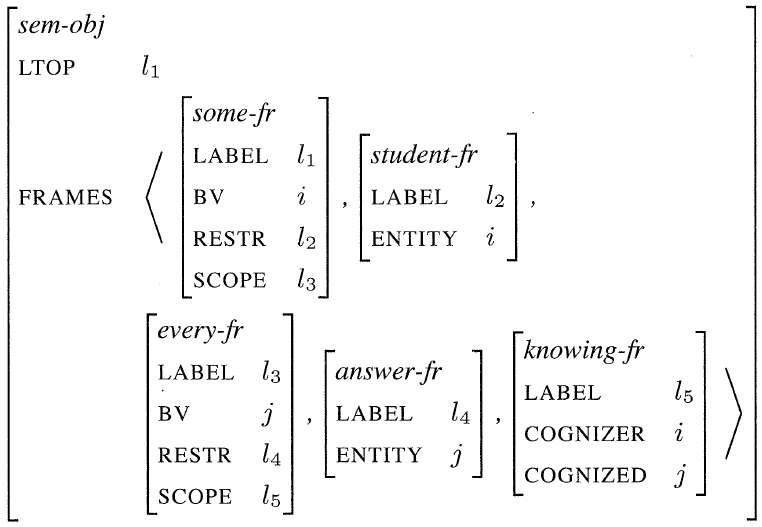 sem-obj
LTOP l₁
FRAMES ⟨ [some-fr LABEL l₁ BV i RESTR l₂ SCOPE l₃] , [student-fr LABEL l₂ ENTITY i] ,
[every-fr LABEL l₃ BV j RESTR l₄ SCOPE l₅] , [answer-fr LABEL l₄ ENTITY j] , [knowing-fr LABEL l₅ COGNIZER i COGNIZED j] ⟩